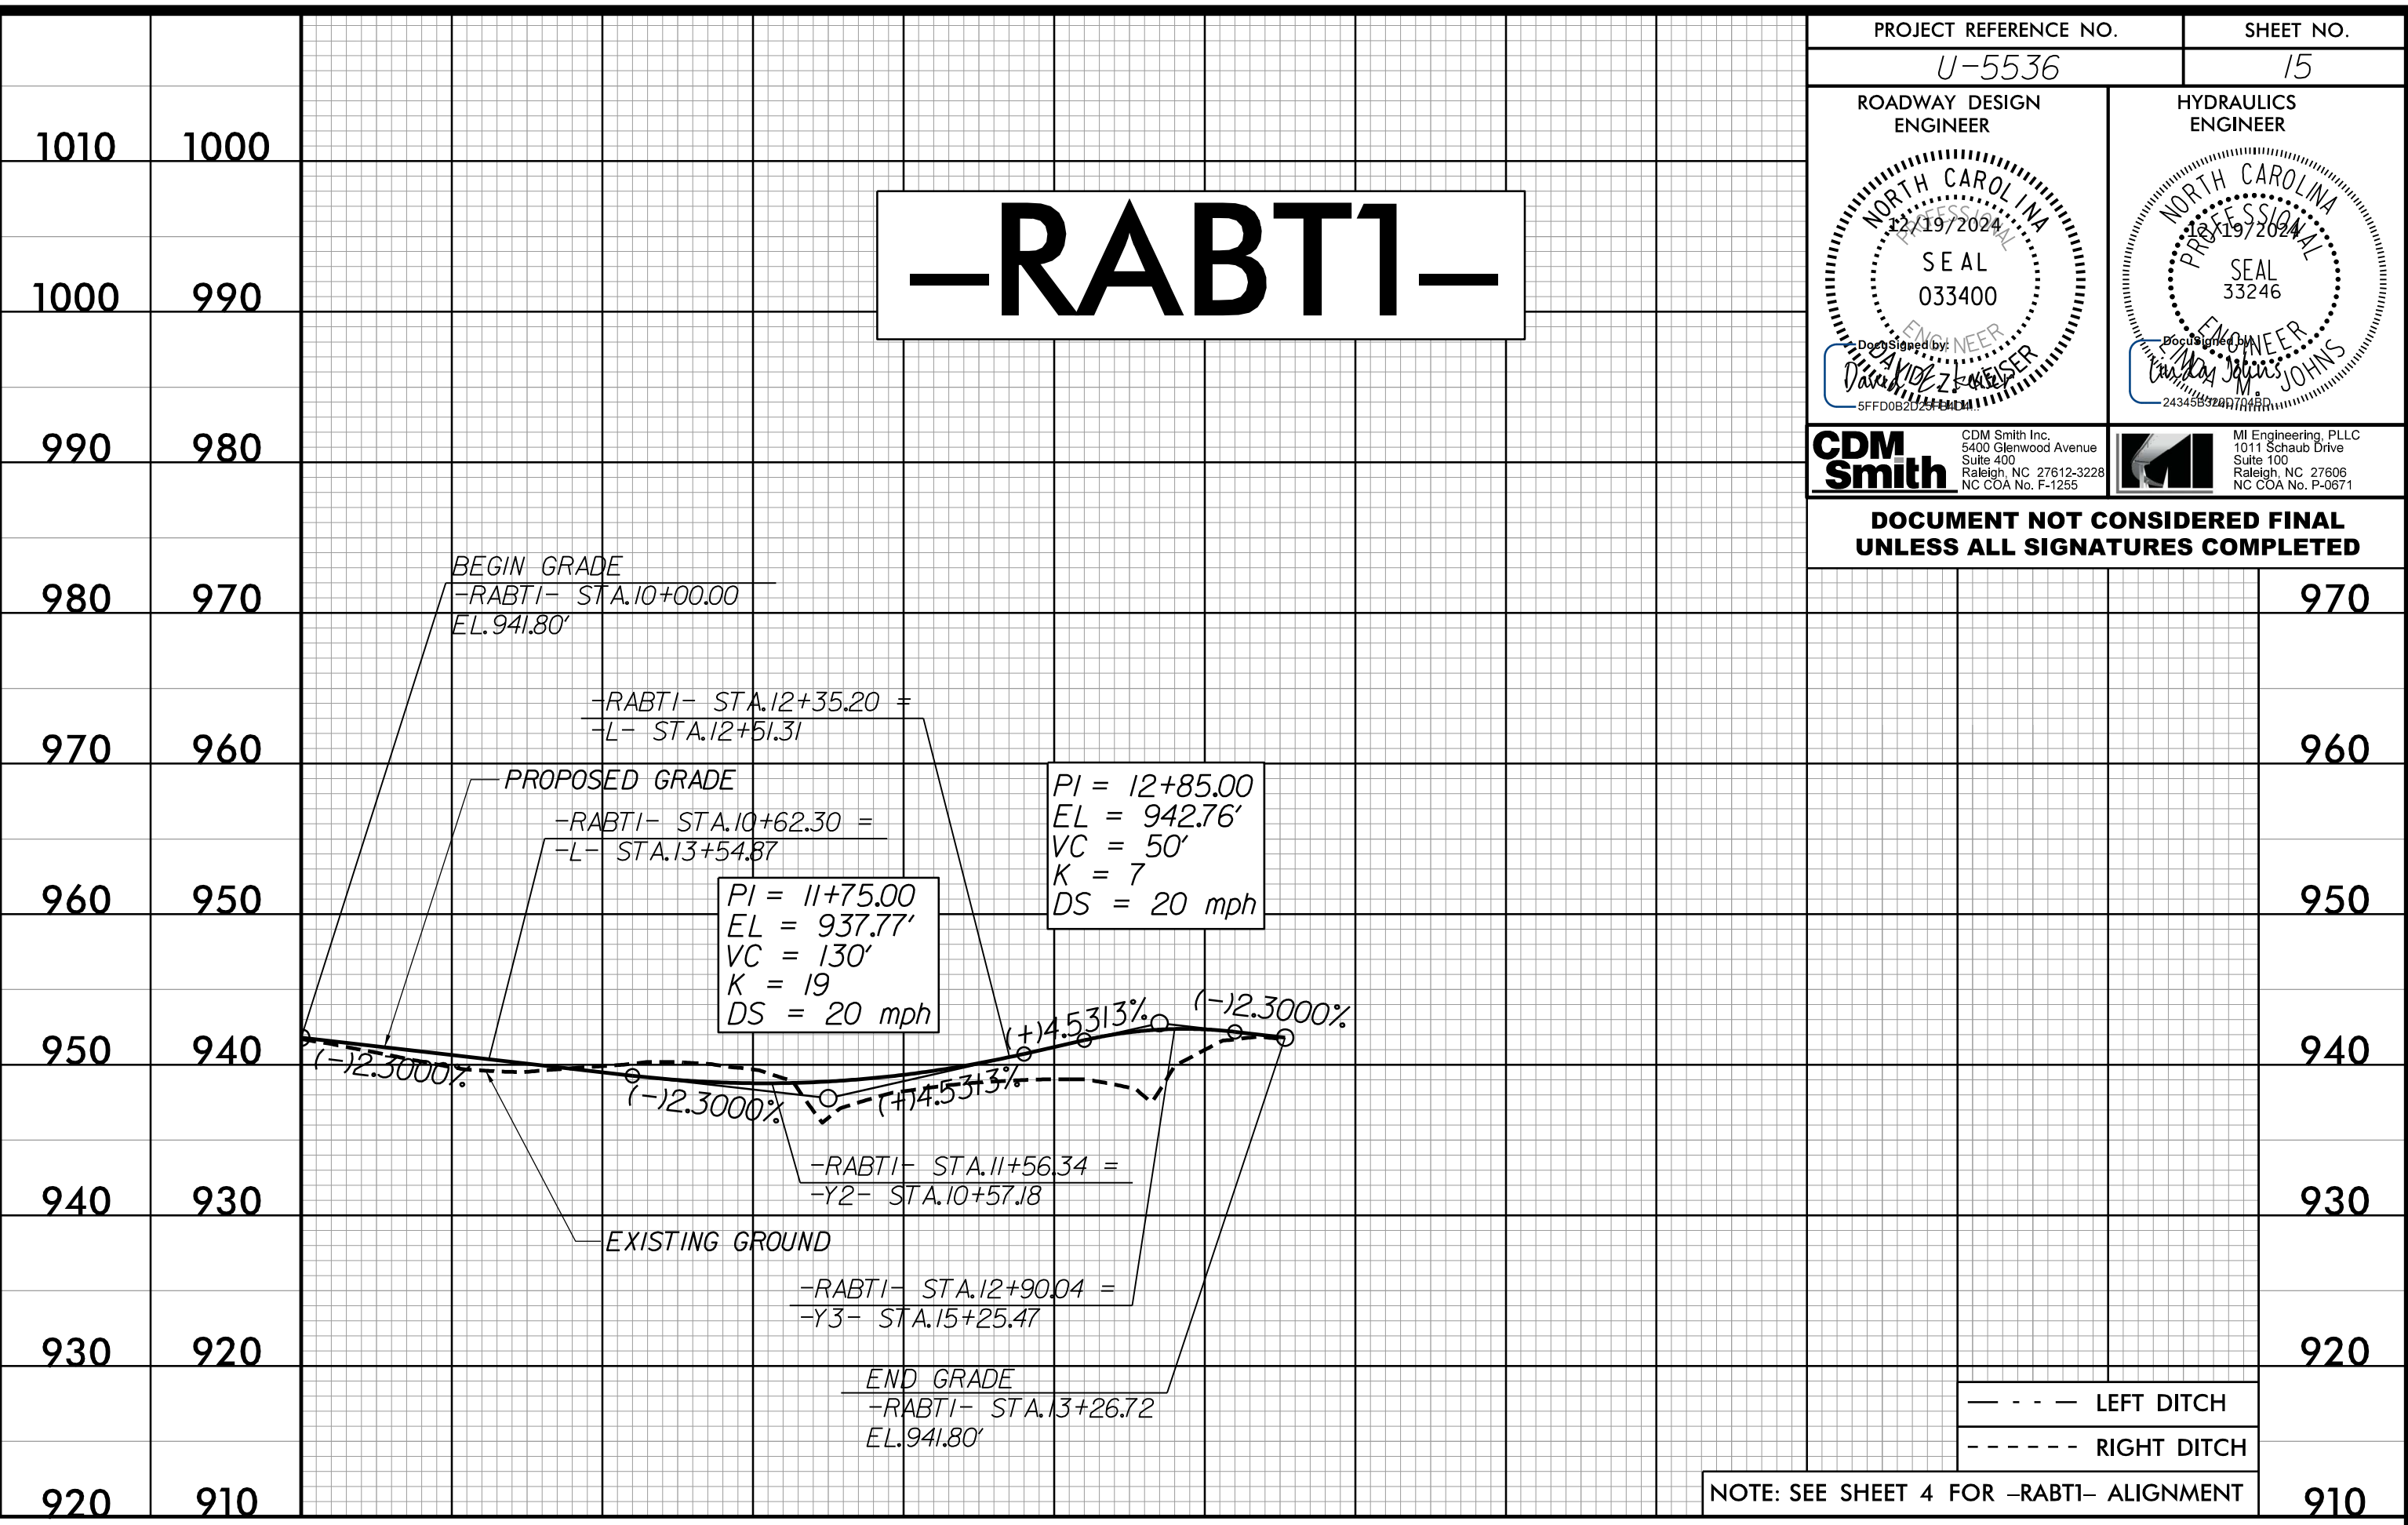 PROJECT REFERENCE NO.
SHEET NO.
U-5536
15
ROADWAY DESIGN
ENGINEER
HYDRAULICS
ENGINEER
NORTH CAROLINA
PROFESSIONAL
12/19/2024
SEAL
033400
ENGINEER
DocuSigned by:
DAVID Z. KEISER
NORTH CAROLINA
PROFESSIONAL
12/19/2024
SEAL
33246
ENGINEER
DocuSigned by:
LINDA M. JOHNS
Linda Johns
CDM
Smith
CDM Smith Inc.
5400 Glenwood Avenue
Suite 400
Raleigh, NC 27612-3228
NC COA No. F-1255
MI Engineering, PLLC
1011 Schaub Drive
Suite 100
Raleigh, NC 27606
NC COA No. P-0671
DOCUMENT NOT CONSIDERED FINAL
UNLESS ALL SIGNATURES COMPLETED
–RABT1–
1010 1000
1000 990
990 980
980 970 970
970 960 960
960 950 950
950 940 940
940 930 930
930 920 920
920 910 910
BEGIN GRADE
-RABT1- STA.10+00.00
EL.941.80'
-RABT1- STA.12+35.20 =
-L- STA.12+51.31
PROPOSED GRADE
-RABT1- STA.10+62.30 =
-L- STA.13+54.87
PI = 11+75.00
EL = 937.77'
VC = 130'
K = 19
DS = 20 mph
PI = 12+85.00
EL = 942.76'
VC = 50'
K = 7
DS = 20 mph
(-)2.3000%
(-)2.3000%
(+)4.5313%
(+)4.5313%
(-)2.3000%
-RABT1- STA.11+56.34 =
-Y2- STA.10+57.18
EXISTING GROUND
-RABT1- STA.12+90.04 =
-Y3- STA.15+25.47
END GRADE
-RABT1- STA.13+26.72
EL.941.80'
LEFT DITCH
RIGHT DITCH
NOTE: SEE SHEET 4 FOR –RABT1– ALIGNMENT